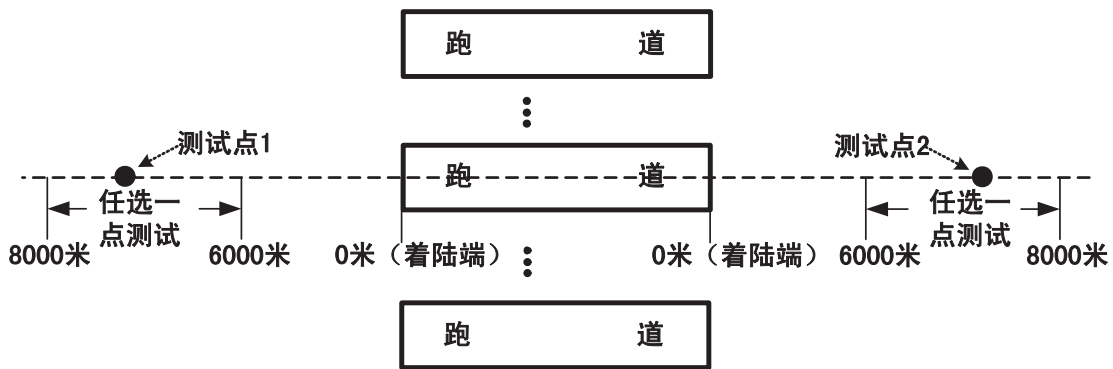 跑 道
测试点1
测试点2
跑 道
任选一
点测试
任选一
点测试
8000米
6000米
0米（着陆端）
0米（着陆端）
6000米
8000米
跑 道